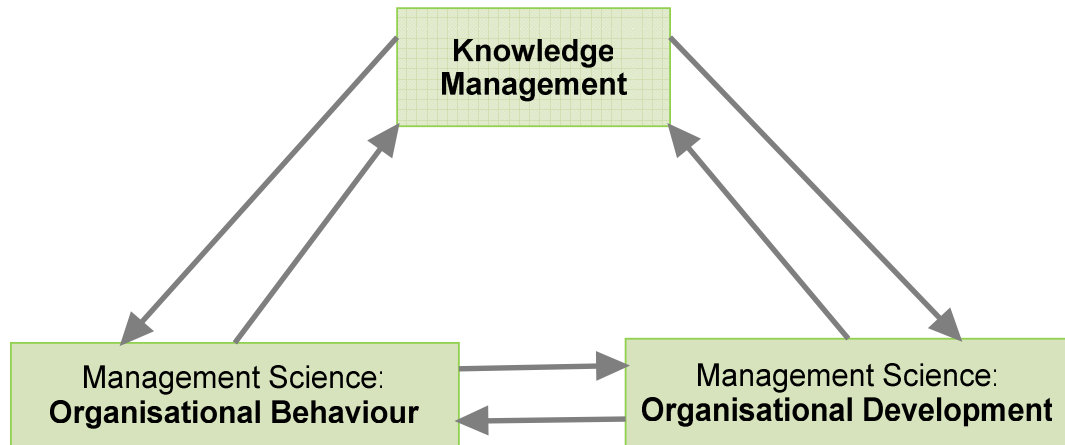 Knowledge
Management
Management Science:
Organisational Behaviour
Management Science:
Organisational Development